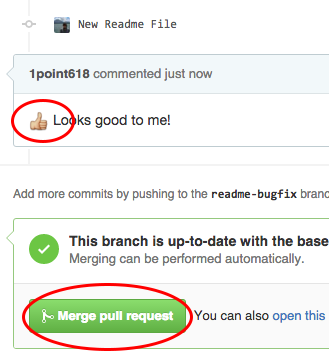 New Readme File
1point618 commented just now
👍 Looks good to me!
Add more commits by pushing to the readme-bugfix
This branch is up-to-date with the base
Merging can be performed automatically.
Merge pull request You can also open this